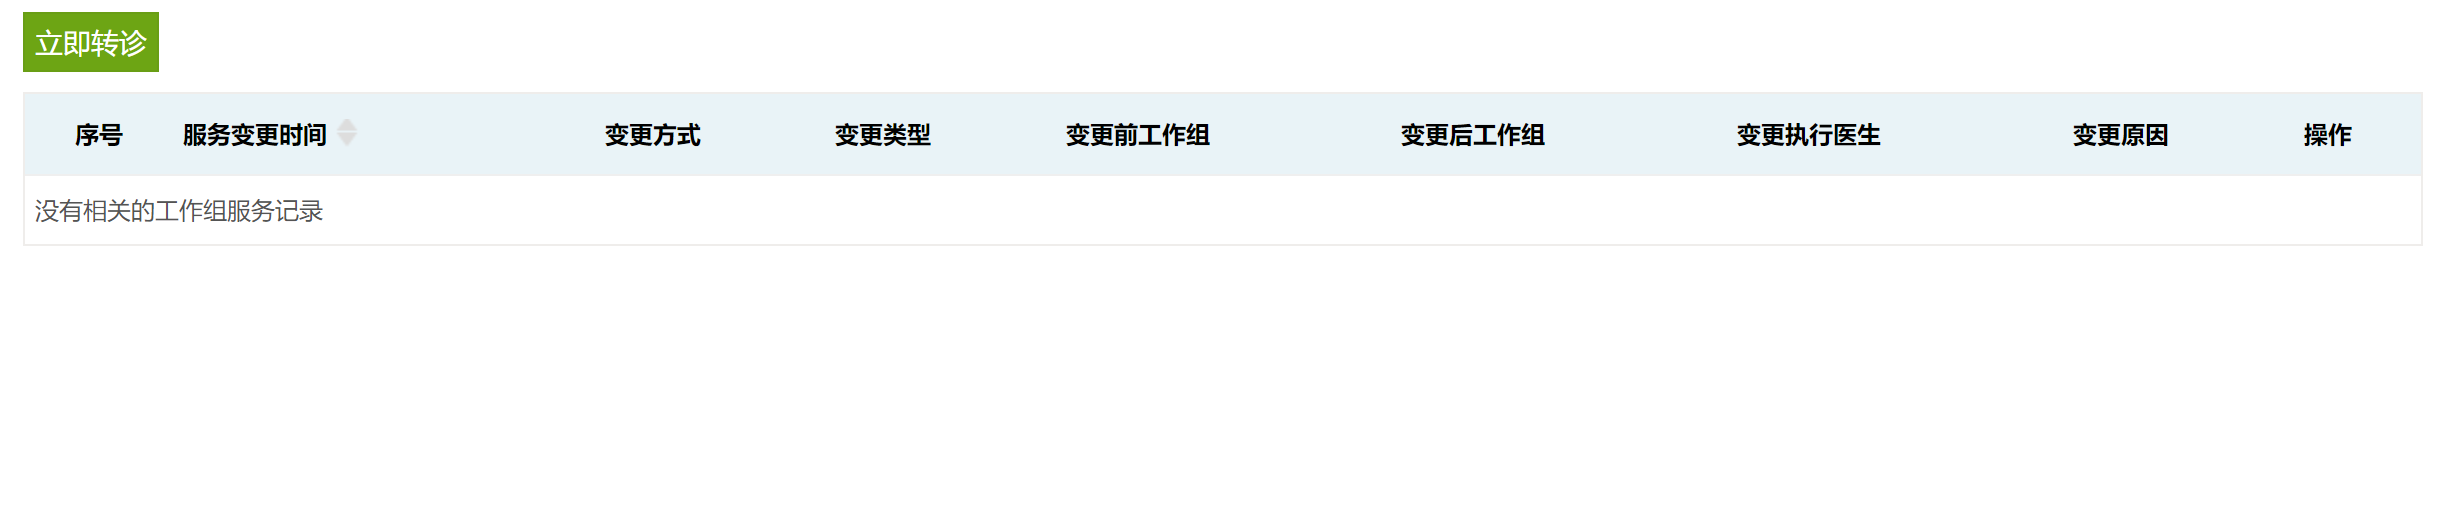 立即转诊
序号 服务变更时间 变更方式 变更类型 变更前工作组 变更后工作组 变更执行医生 变更原因 操作
没有相关的工作组服务记录